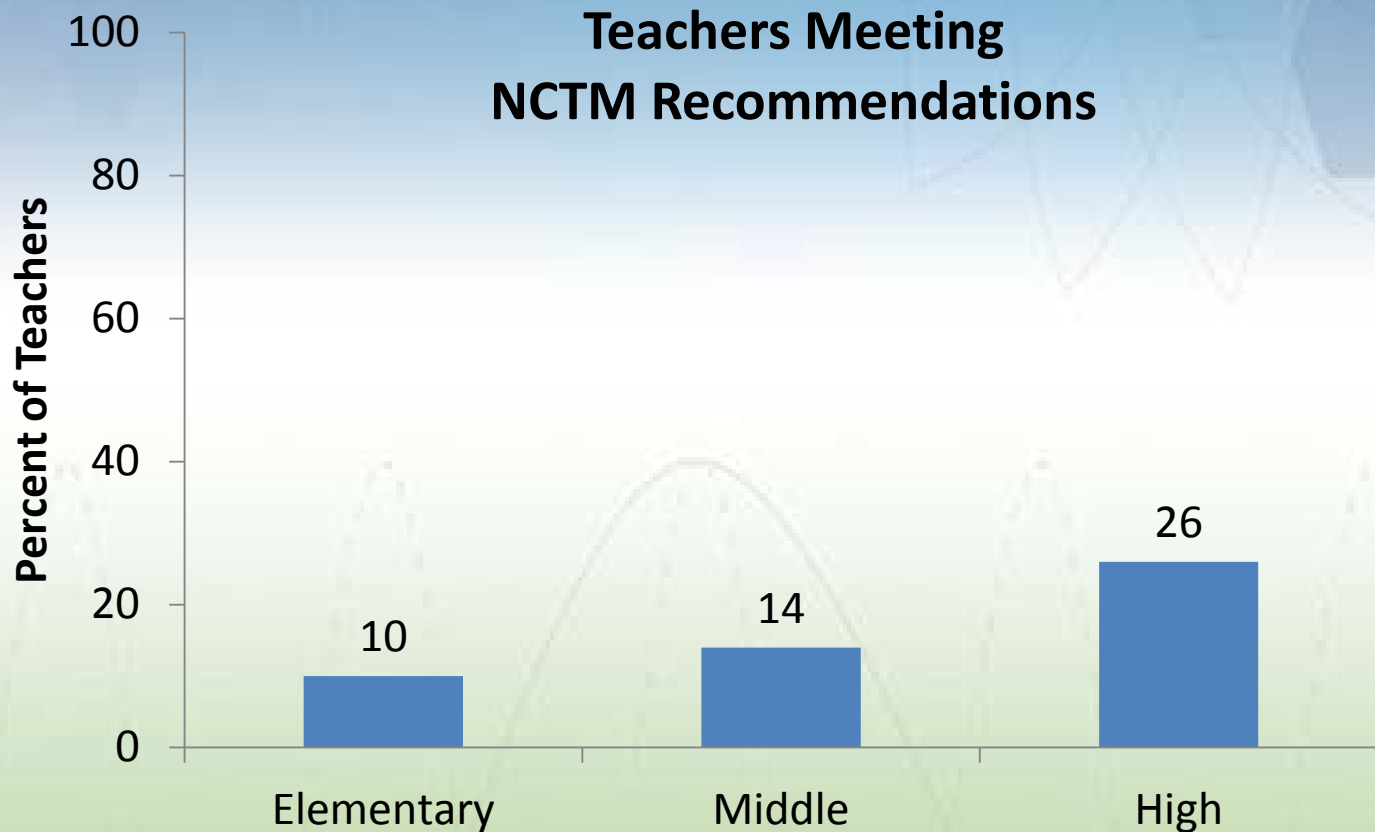 Teachers Meeting
NCTM Recommendations
Percent of Teachers
100
80
60
40
20
0
10
14
26
Elementary
Middle
High